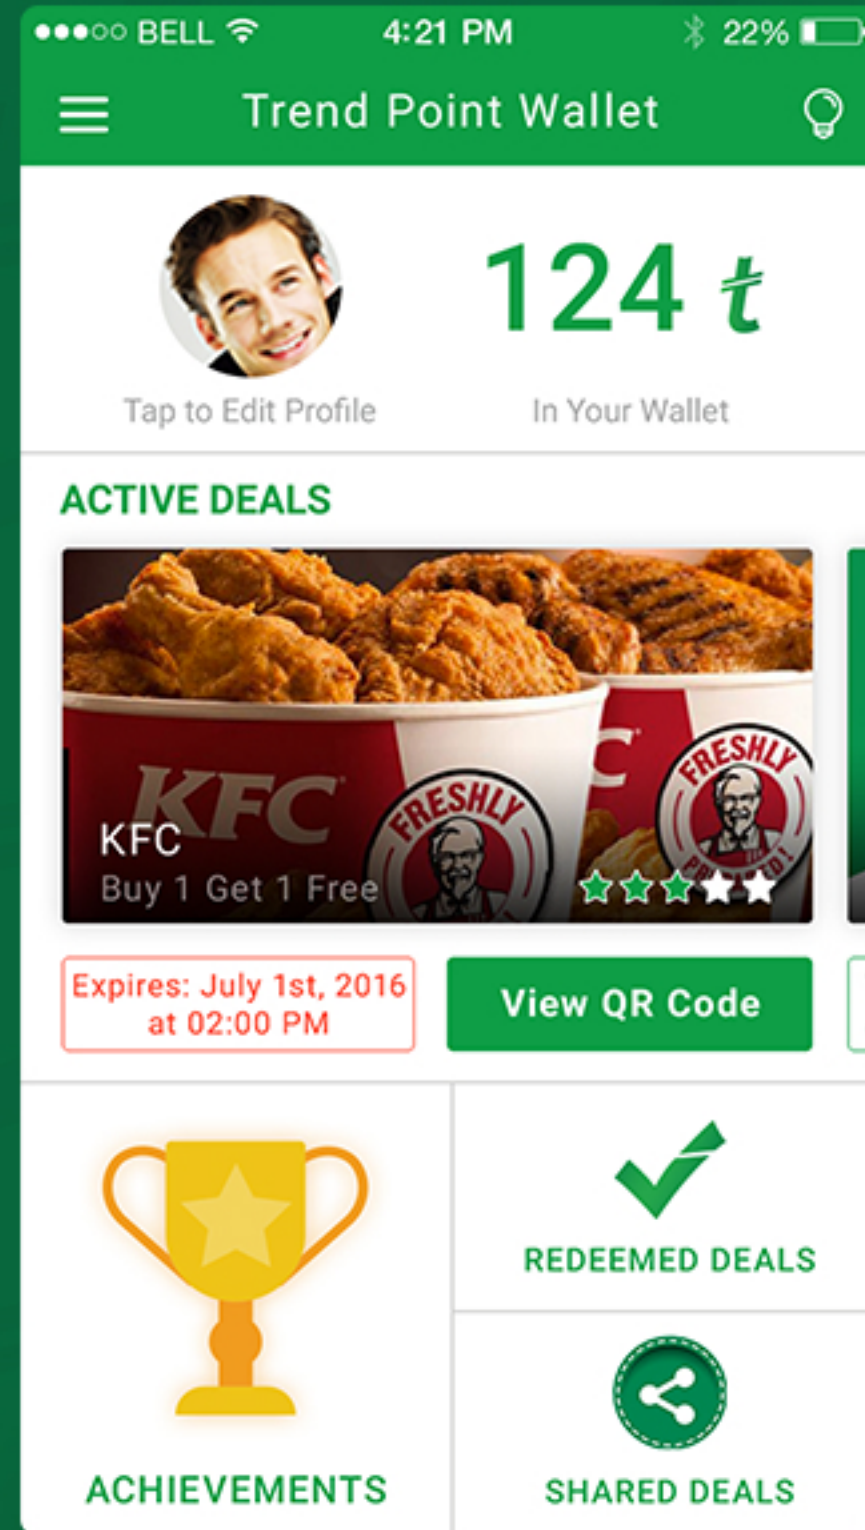 BELL 4:21 PM 22%
Trend Point Wallet
124 t
Tap to Edit Profile
In Your Wallet
ACTIVE DEALS
KFC
FRESHLY
C
FRESHLY
KFC
Buy 1 Get 1 Free
Expires: July 1st, 2016
at 02:00 PM
View QR Code
REDEEMED DEALS
ACHIEVEMENTS
SHARED DEALS